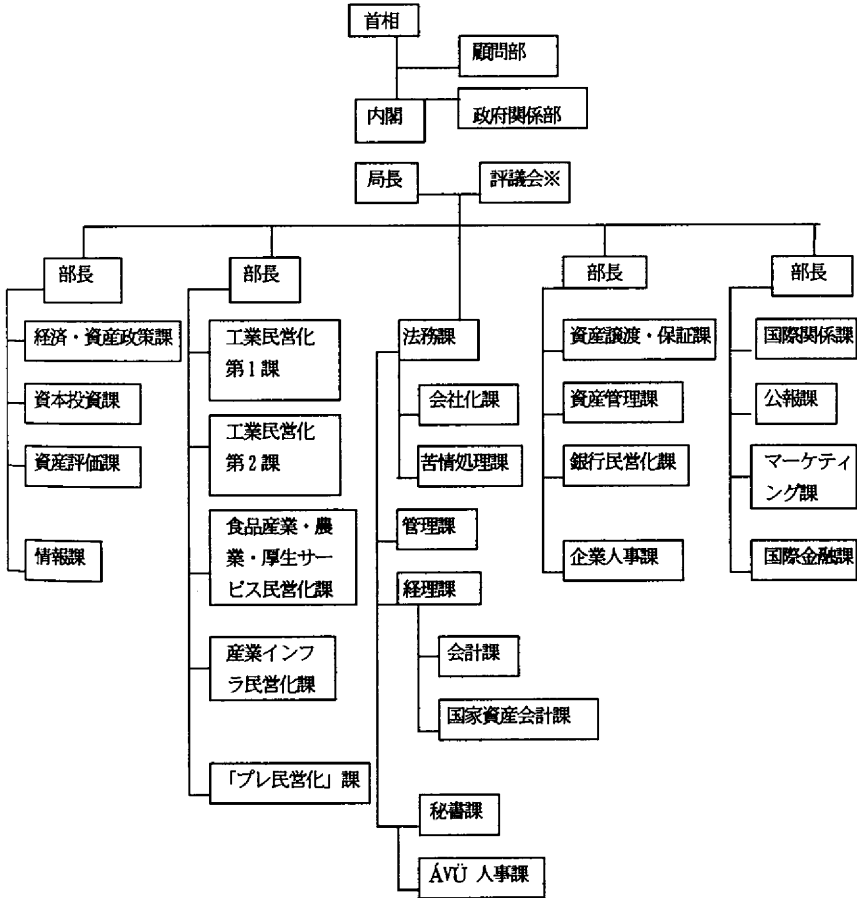 首相
顧問部
内閣
政府関係部
局長
評議会※
部長
経済・資産政策課
資本投資課
資産評価課
情報課
部長
工業民営化
第1課
工業民営化
第2課
食品産業・農
業・厚生サー
ビス民営化課
産業インフ
ラ民営化課
「プレ民営化」課
法務課
会社化課
苦情処理課
管理課
経理課
会計課
国家資産会計課
秘書課
ÁVÜ 人事課
部長
資産譲渡・保証課
資産管理課
銀行民営化課
企業人事課
部長
国際関係課
公報課
マーケティ
ング課
国際金融課